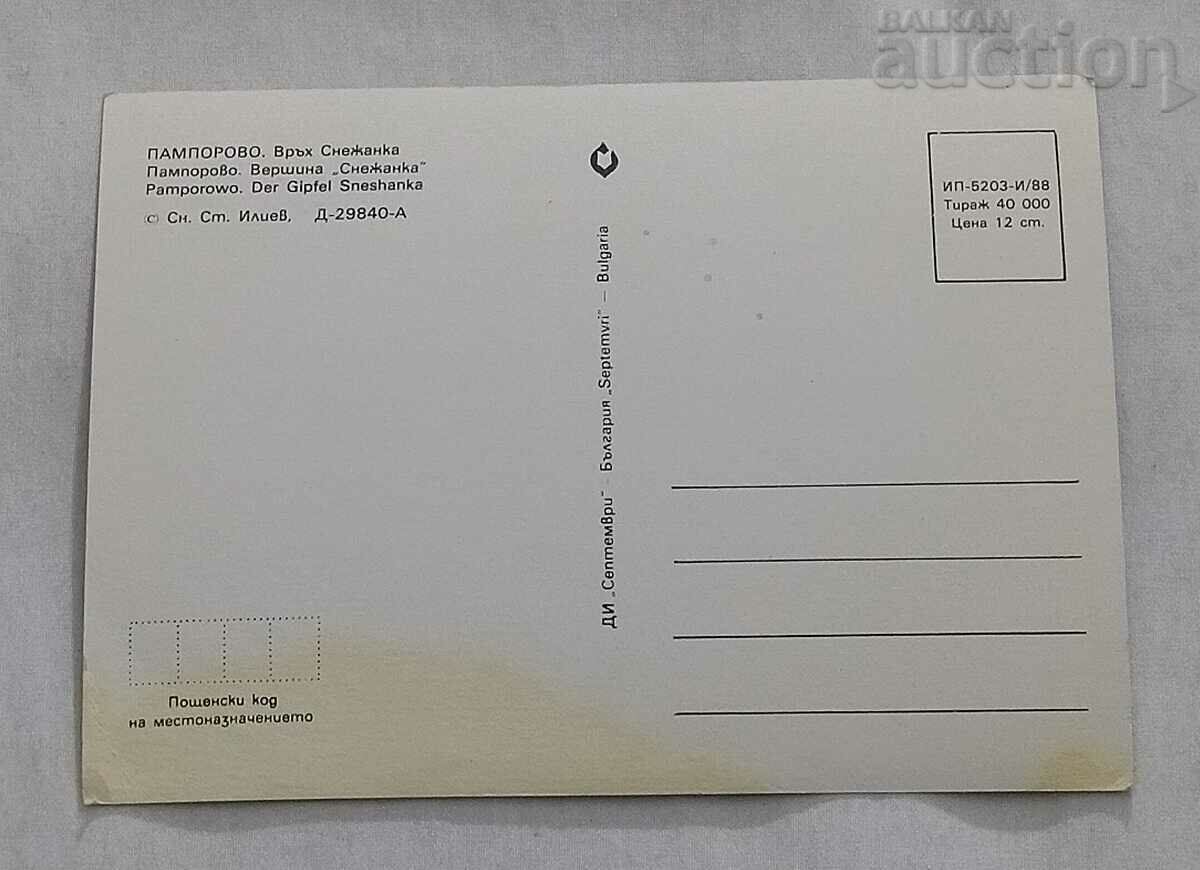 BALKAN
auction
ПАМПОРОВО. Връх Снежанка
Пампорово. Вершина „Снежанка“
Pamporowo. Der Gipfel Sneshanka
(C) Сн. Ст. Илиев, Д-29840-А
ДИ „Септември“ - България „Septemvri“ — Bulgaria
ИП-5203-И/88
Тираж 40 000
Цена 12 ст.
Пощенски код
на местоназначението